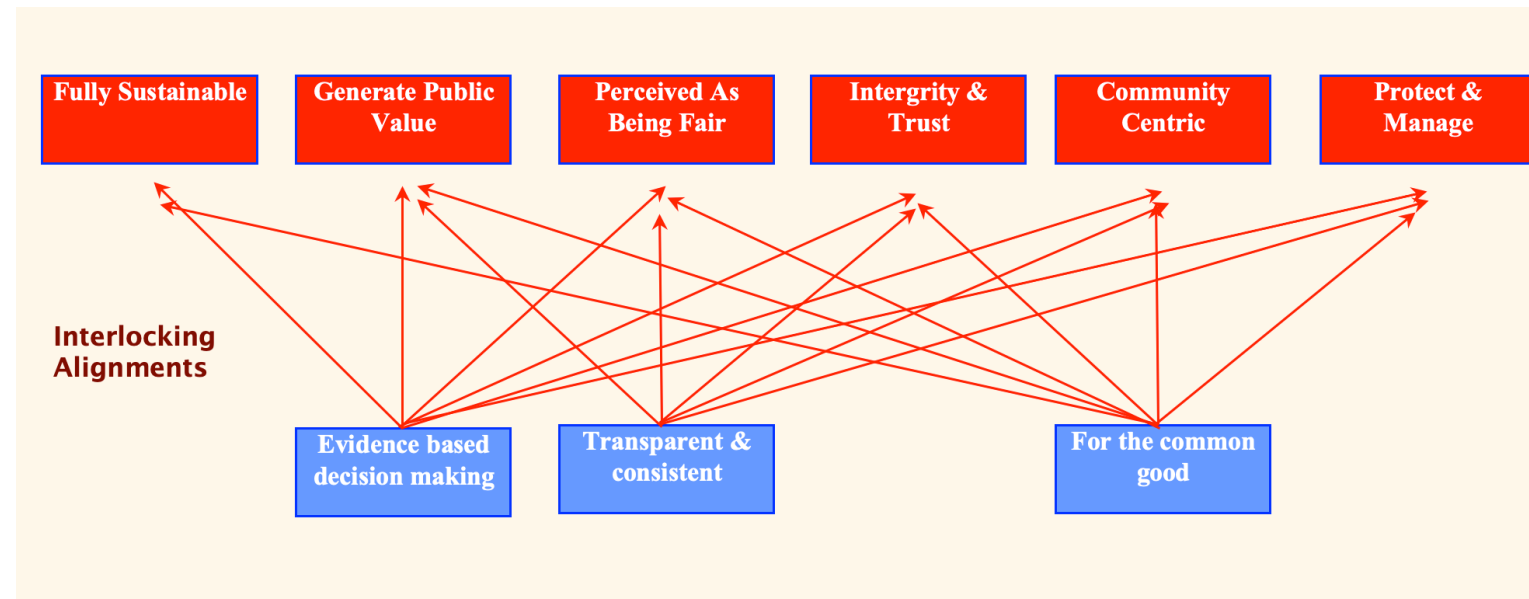 Fully Sustainable
Generate Public
Value
Perceived As
Being Fair
Intergrity &
Trust
Community
Centric
Protect &
Manage
Interlocking
Alignments
Evidence based
decision making
Transparent &
consistent
For the common
good